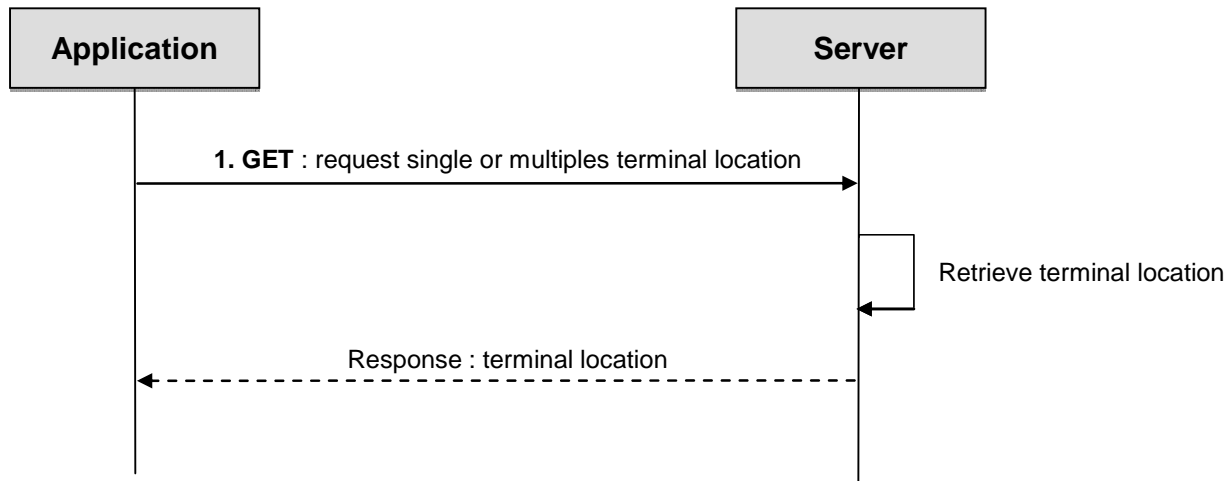 Application
Server
1. GET : request single or multiples terminal location
Retrieve terminal location
Response : terminal location